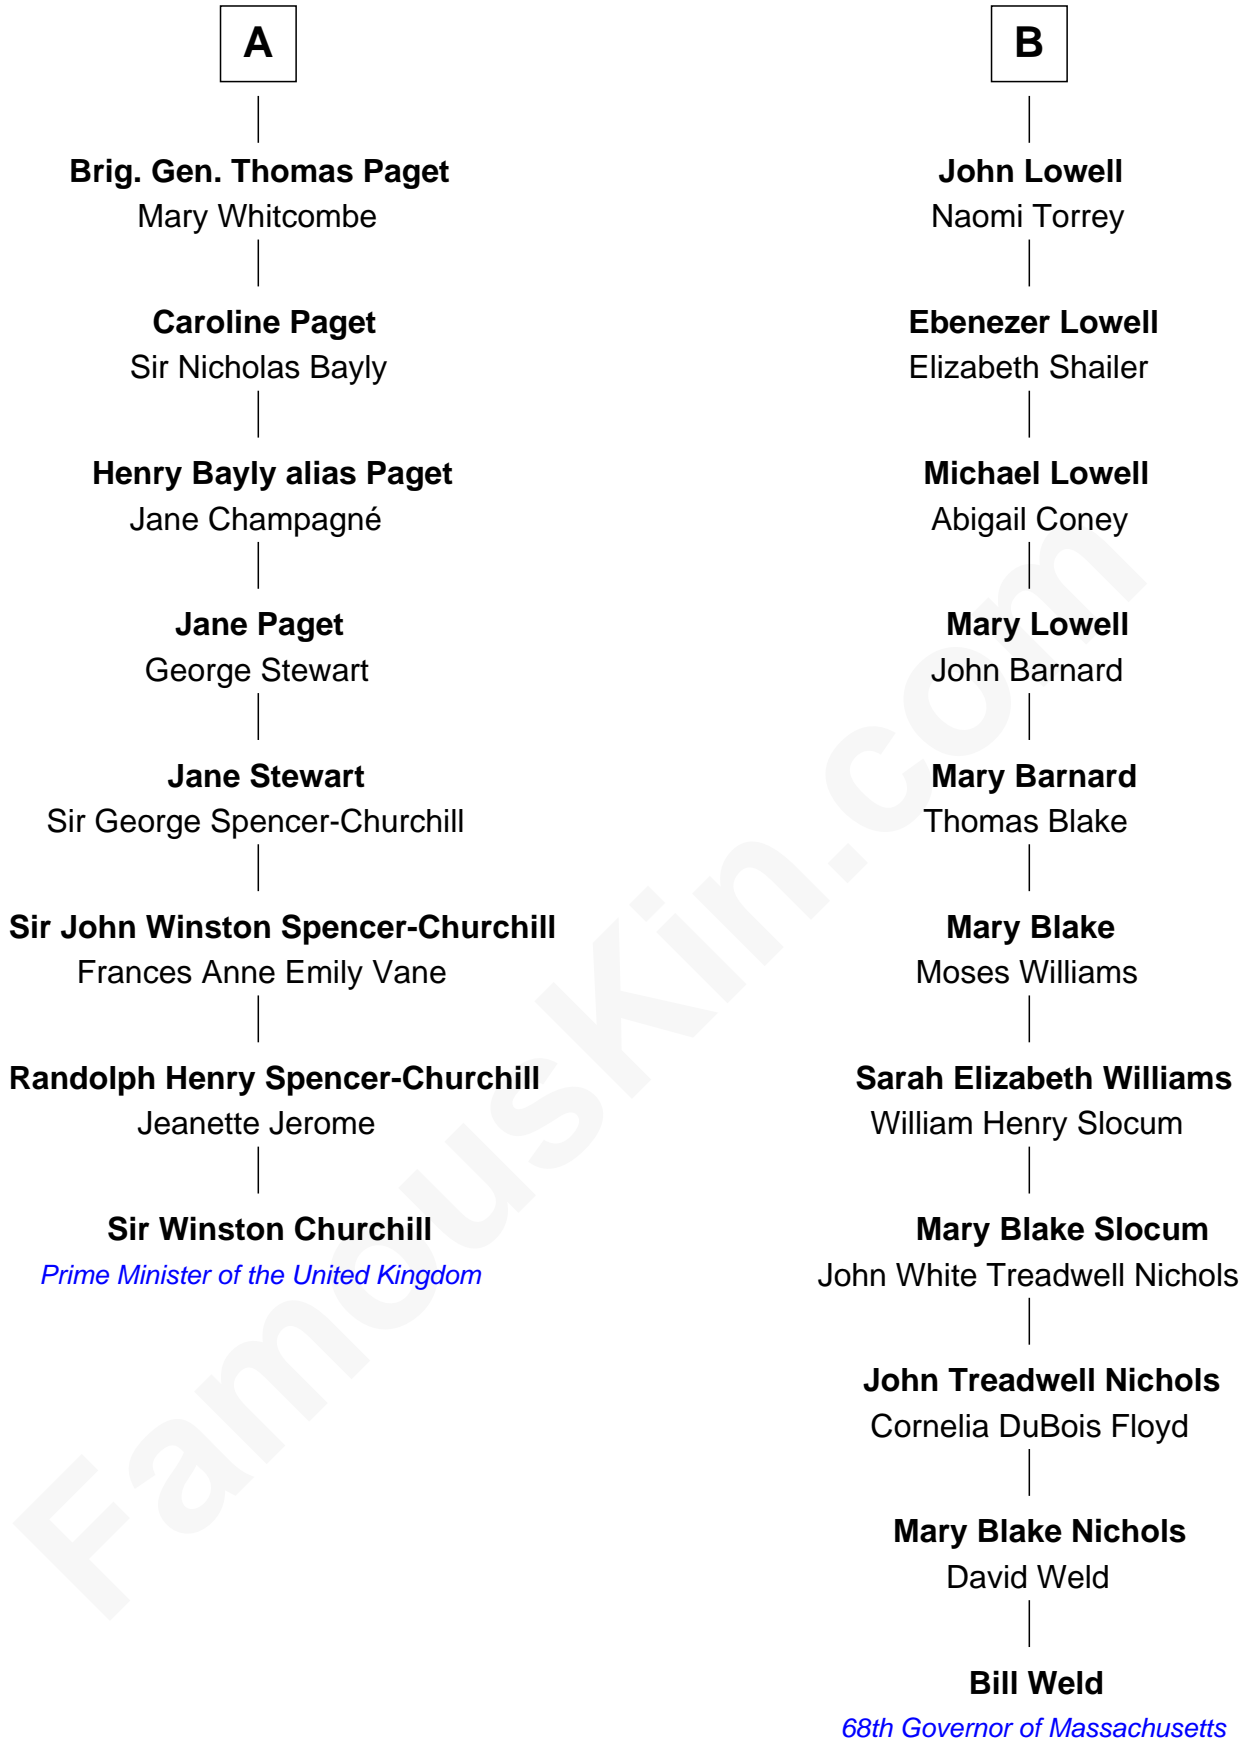 A
Brig. Gen. Thomas Paget
Mary Whitcombe
Caroline Paget
Sir Nicholas Bayly
Henry Bayly alias Paget
Jane Champagné
Jane Paget
George Stewart
Jane Stewart
Sir George Spencer-Churchill
Sir John Winston Spencer-Churchill
Frances Anne Emily Vane
Randolph Henry Spencer-Churchill
Jeanette Jerome
Sir Winston Churchill
Prime Minister of the United Kingdom
B
John Lowell
Naomi Torrey
Ebenezer Lowell
Elizabeth Shailer
Michael Lowell
Abigail Coney
Mary Lowell
John Barnard
Mary Barnard
Thomas Blake
Mary Blake
Moses Williams
Sarah Elizabeth Williams
William Henry Slocum
Mary Blake Slocum
John White Treadwell Nichols
John Treadwell Nichols
Cornelia DuBois Floyd
Mary Blake Nichols
David Weld
Bill Weld
68th Governor of Massachusetts
FamousKin.com